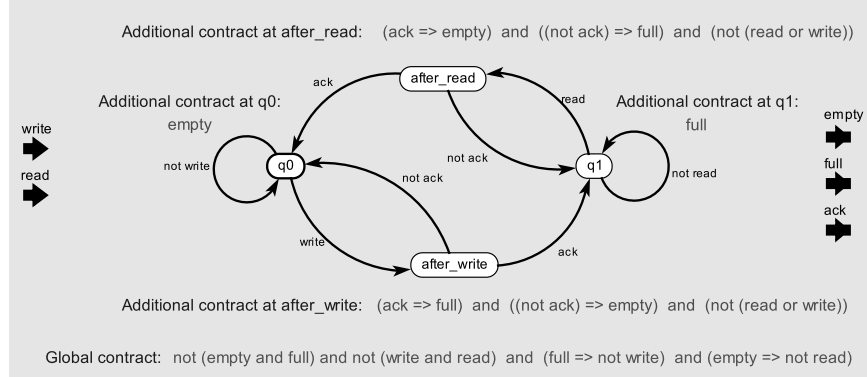 Additional contract at after_read: (ack => empty) and ((not ack) => full) and (not (read or write))
ack
after_read
read
Additional contract at q0:
empty
Additional contract at q1:
full
write
read
empty
full
ack
not write
q0
not ack
not ack
q1
not read
write
after_write
ack
Additional contract at after_write: (ack => full) and ((not ack) => empty) and (not (read or write))
Global contract: not (empty and full) and not (write and read) and (full => not write) and (empty => not read)